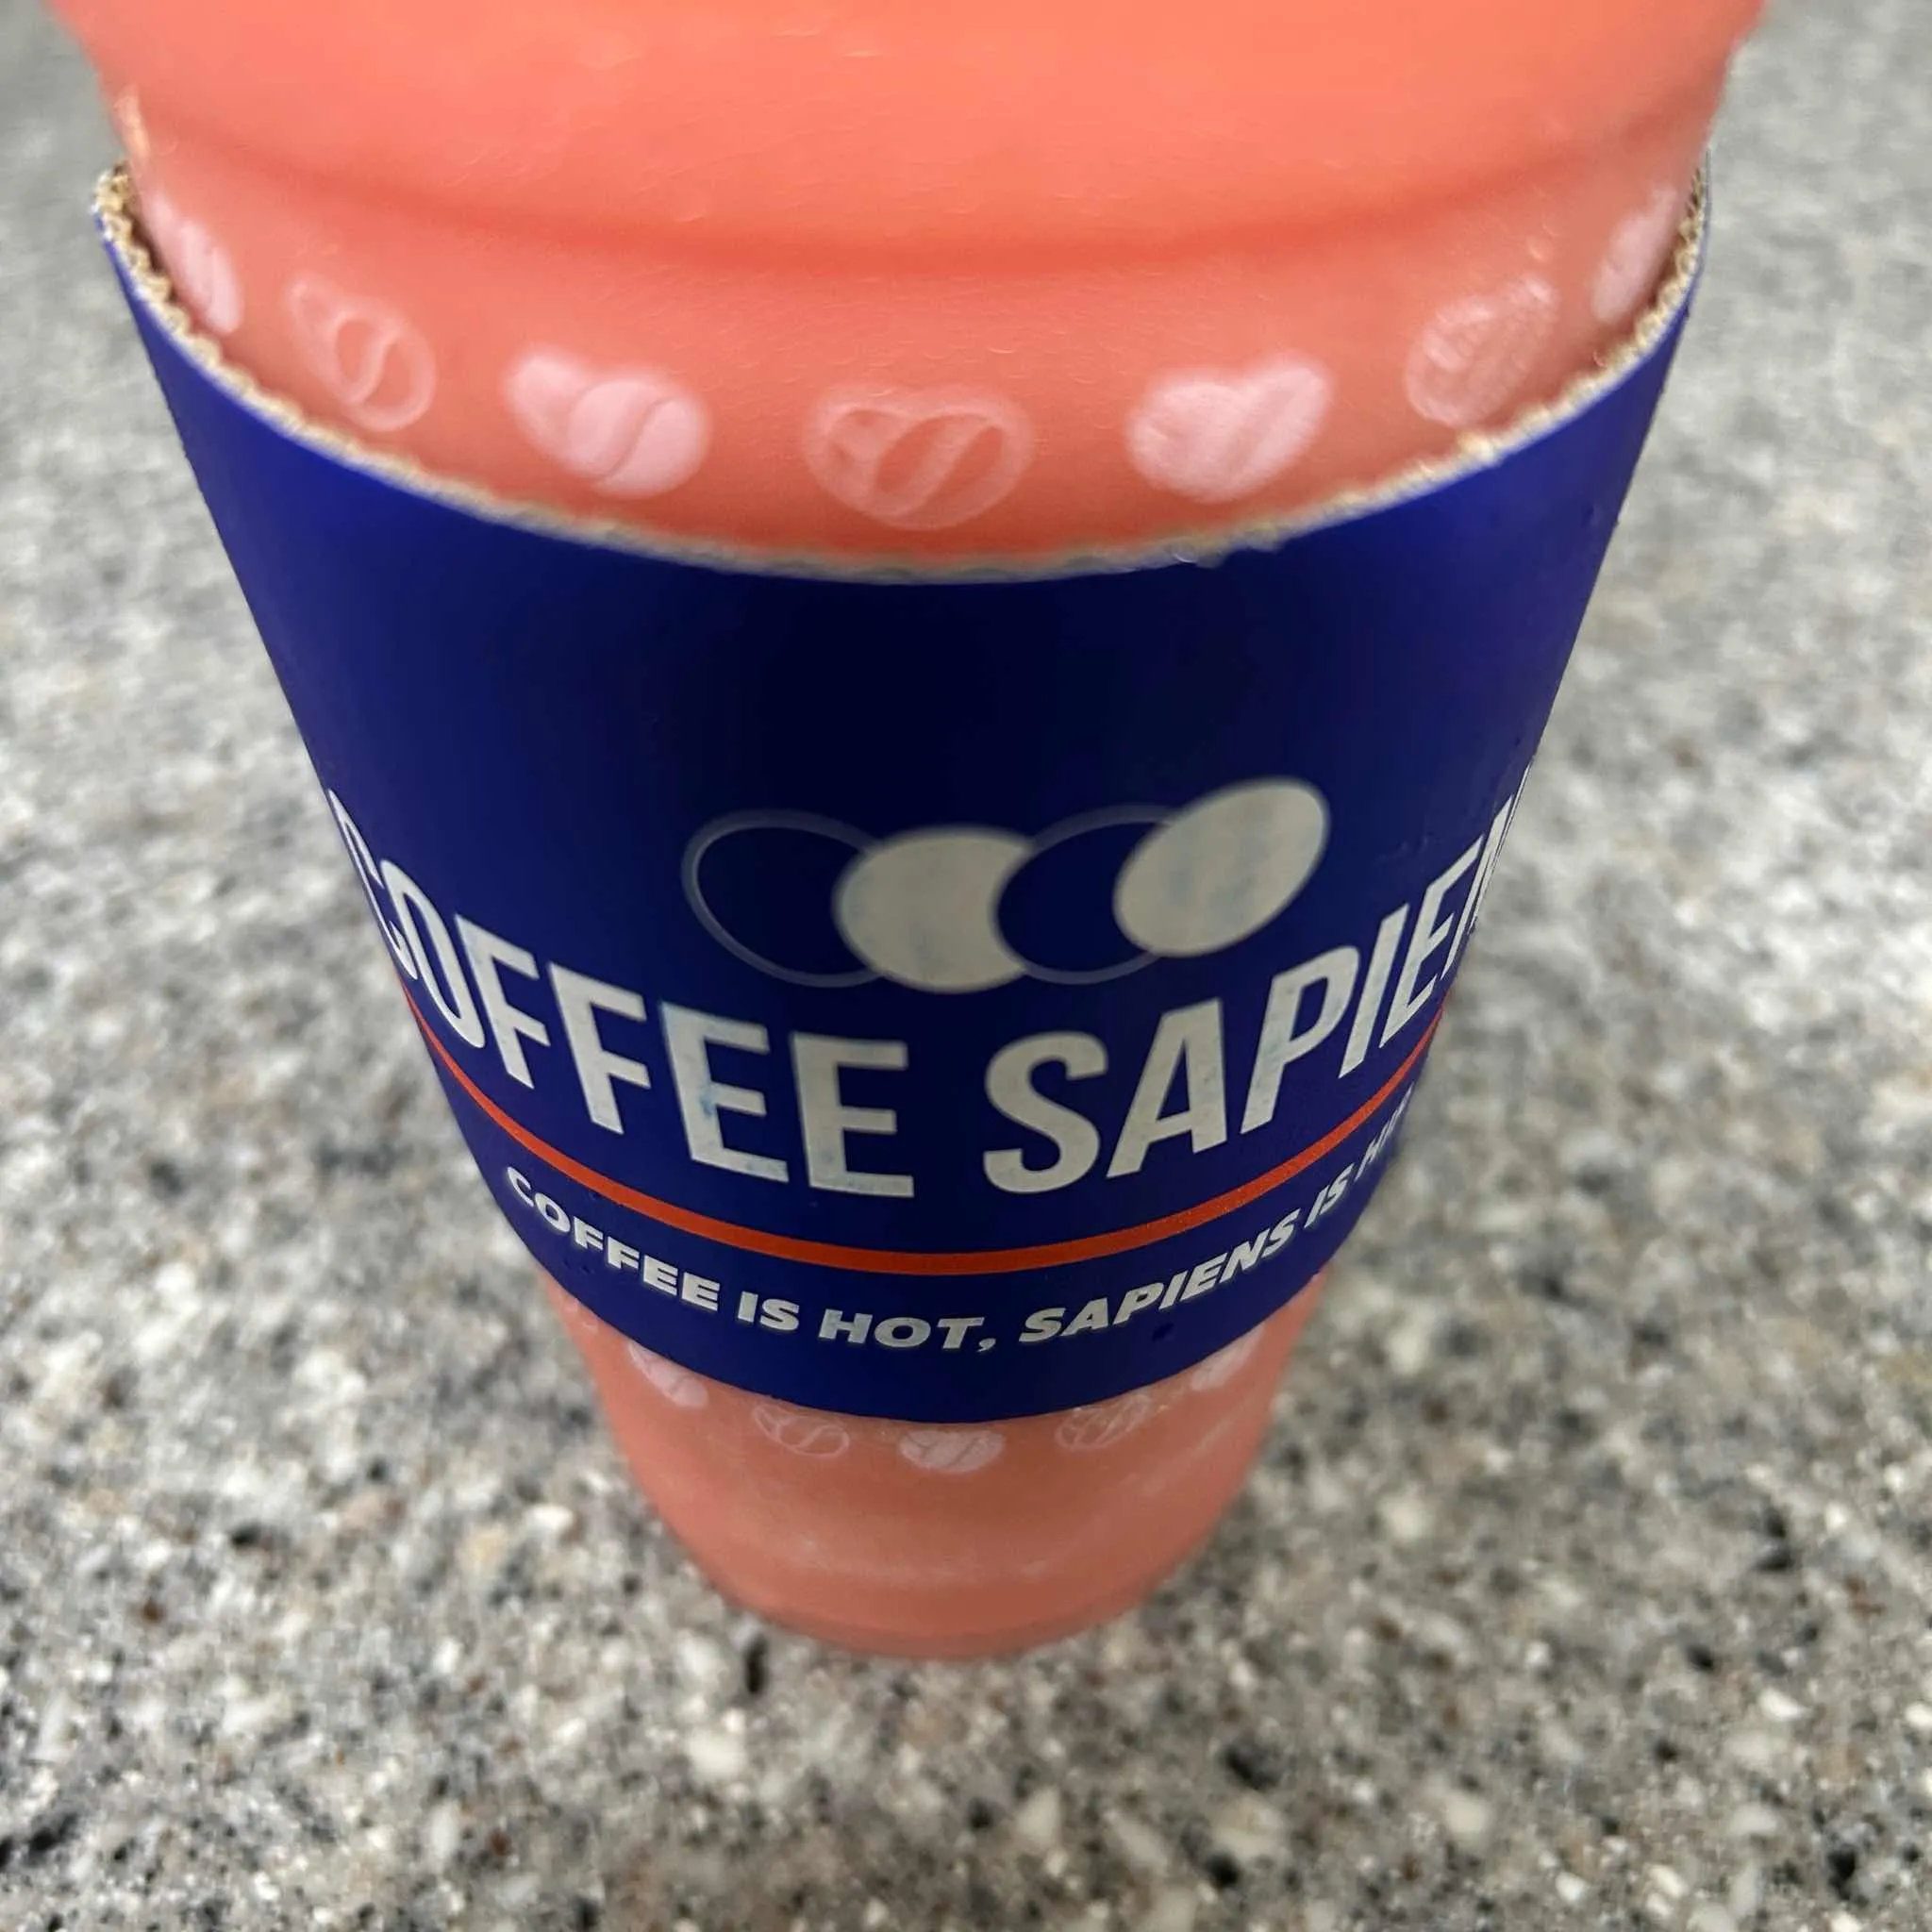 COFFEE SAPIEN
COFFEE IS HOT, SAPIENS IS